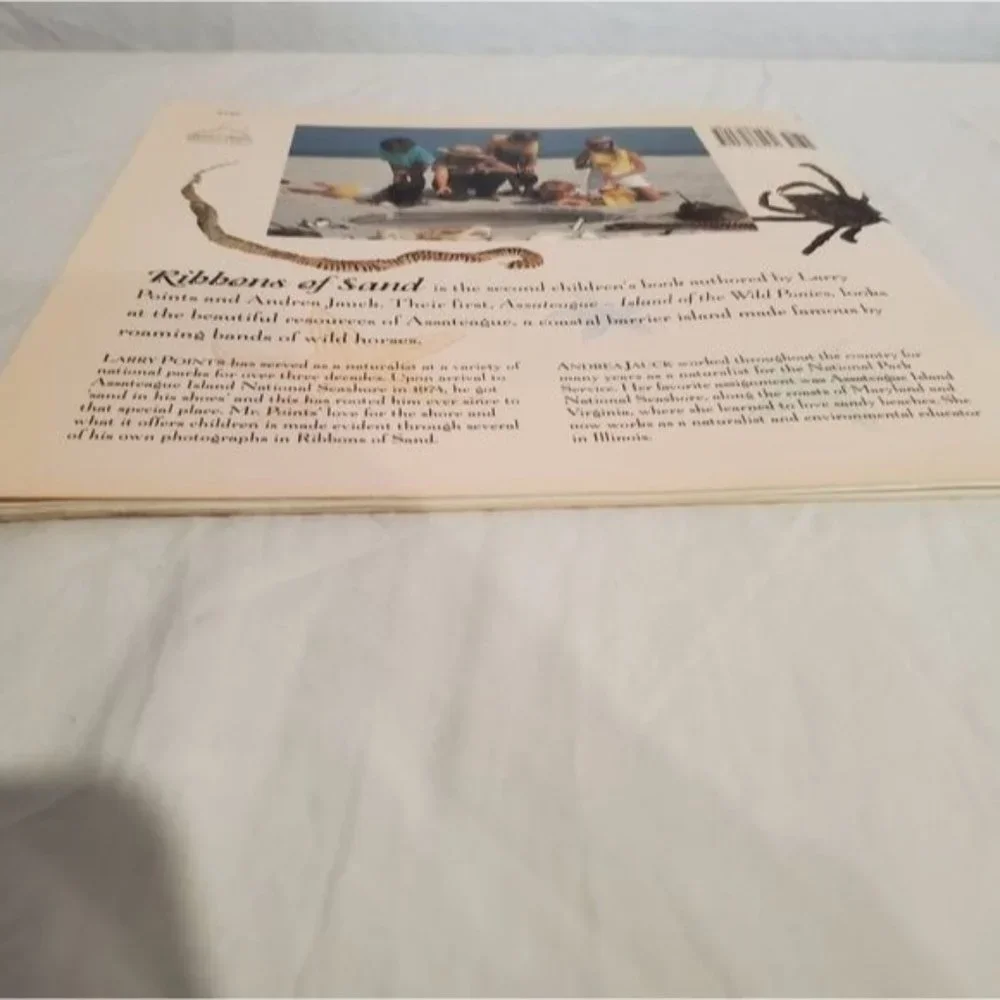 Ribbons of Sand is the second children's book authored by Larry
Points and Andrea Jauck. Their first, Assateague – Island of the Wild Ponies, looks
at the beautiful resources of Assateague, a coastal barrier island made famous by
roaming bands of wild horses.
LARRY POINTS has served as a naturalist at a variety of
national parks for over three decades. Upon arrival to
Assateague Island National Seashore in 1974, he got
'sand in his shoes' and this has rooted him ever since to
that special place. Mr. Points' love for the shore and
what it offers children is made evident through several
of his own photographs in Ribbons of Sand.
ANDREA JAUCK worked throughout the country for
many years as a naturalist for the National Park
Service. Her favorite assignment was Assateague Island
National Seashore, along the coasts of Maryland and
Virginia, where she learned to love sandy beaches. She
now works as a naturalist and environmental educator
in Illinois.